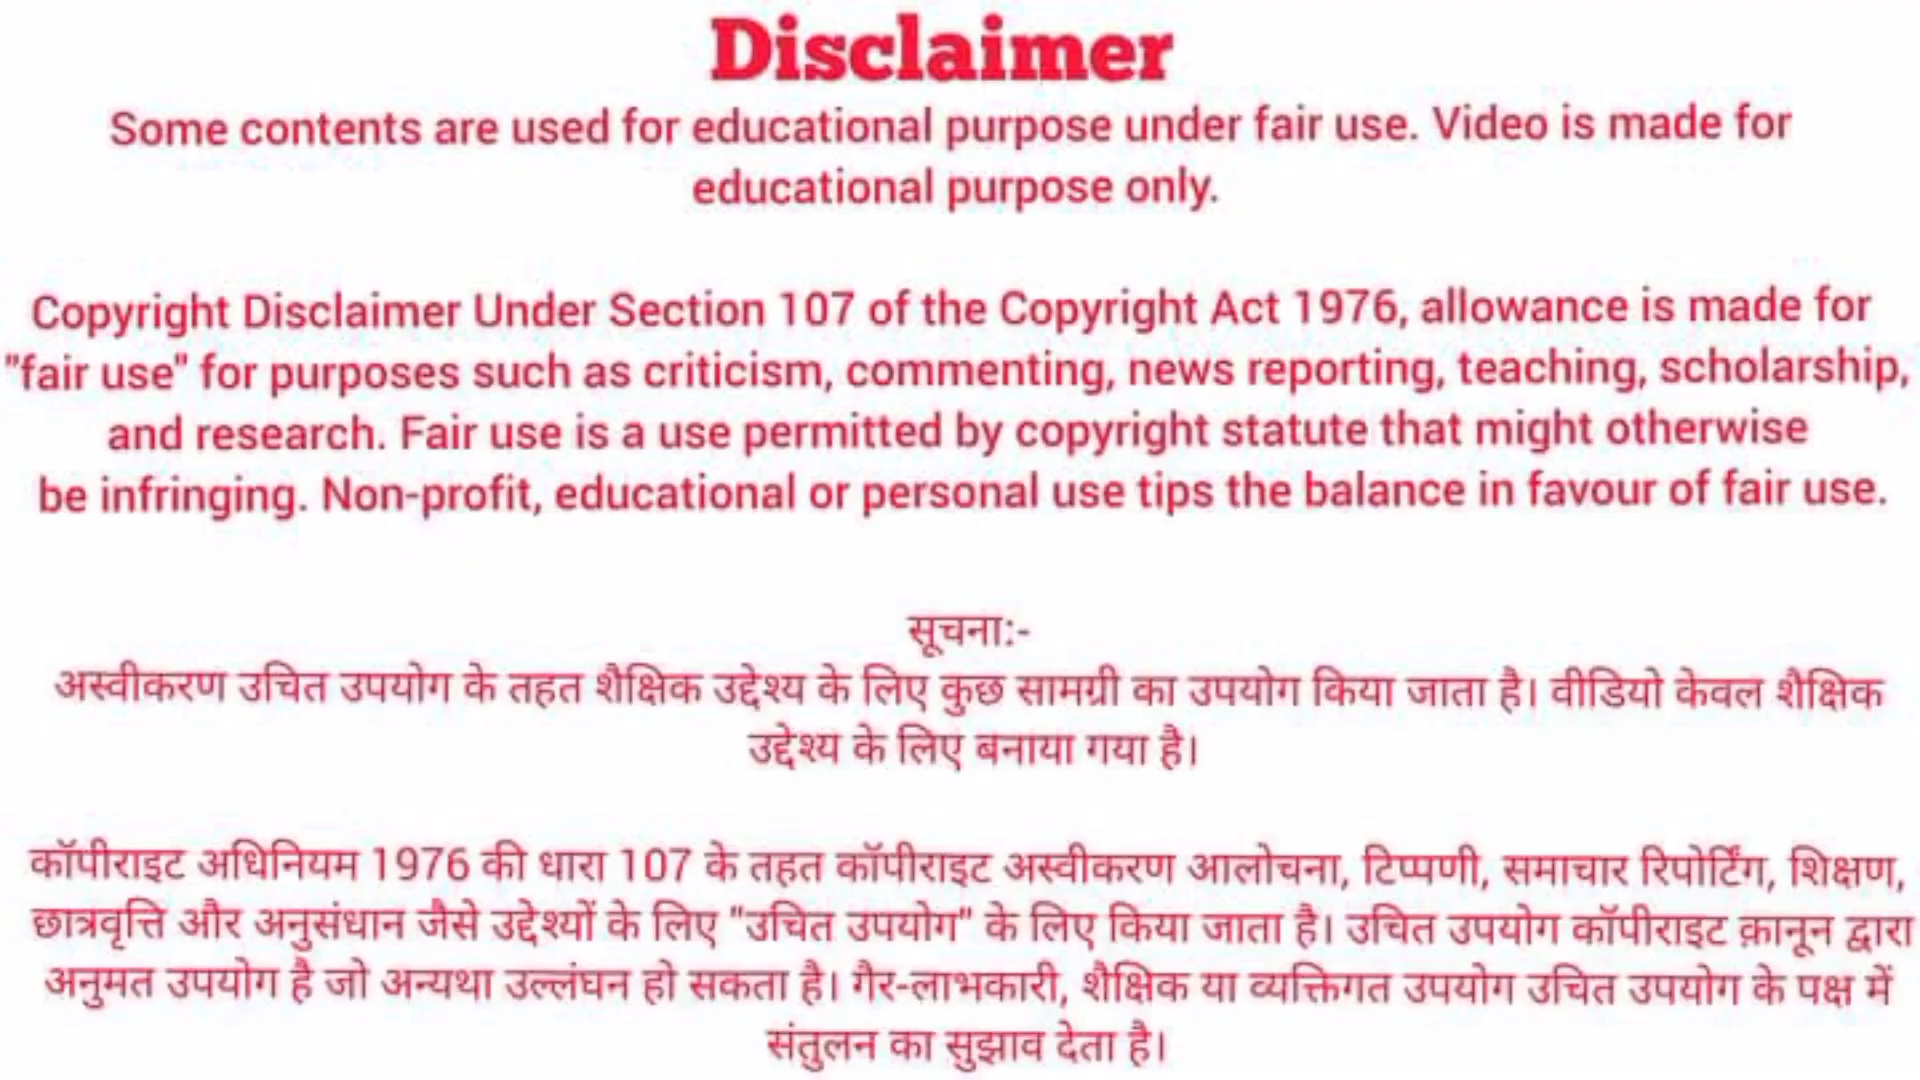 Disclaimer
Some contents are used for educational purpose under fair use. Video is made for
educational purpose only.
Copyright Disclaimer Under Section 107 of the Copyright Act 1976, allowance is made for
"fair use" for purposes such as criticism, commenting, news reporting, teaching, scholarship,
and research. Fair use is a use permitted by copyright statute that might otherwise
be infringing. Non-profit, educational or personal use tips the balance in favour of fair use.
सूचना:-
अस्वीकरण उचित उपयोग के तहत शैक्षिक उद्देश्य के लिए कुछ सामग्री का उपयोग किया जाता है। वीडियो केवल शैक्षिक
उद्देश्य के लिए बनाया गया है।
कॉपीराइट अधिनियम 1976 की धारा 107 के तहत कॉपीराइट अस्वीकरण आलोचना, टिप्पणी, समाचार रिपोर्टिंग, शिक्षण,
छात्रवृत्ति और अनुसंधान जैसे उद्देश्यों के लिए "उचित उपयोग" के लिए किया जाता है। उचित उपयोग कॉपीराइट क़ानून द्वारा
अनुमत उपयोग है जो अन्यथा उल्लंघन हो सकता है। गैर-लाभकारी, शैक्षिक या व्यक्तिगत उपयोग उचित उपयोग के पक्ष में
संतुलन का सुझाव देता है।